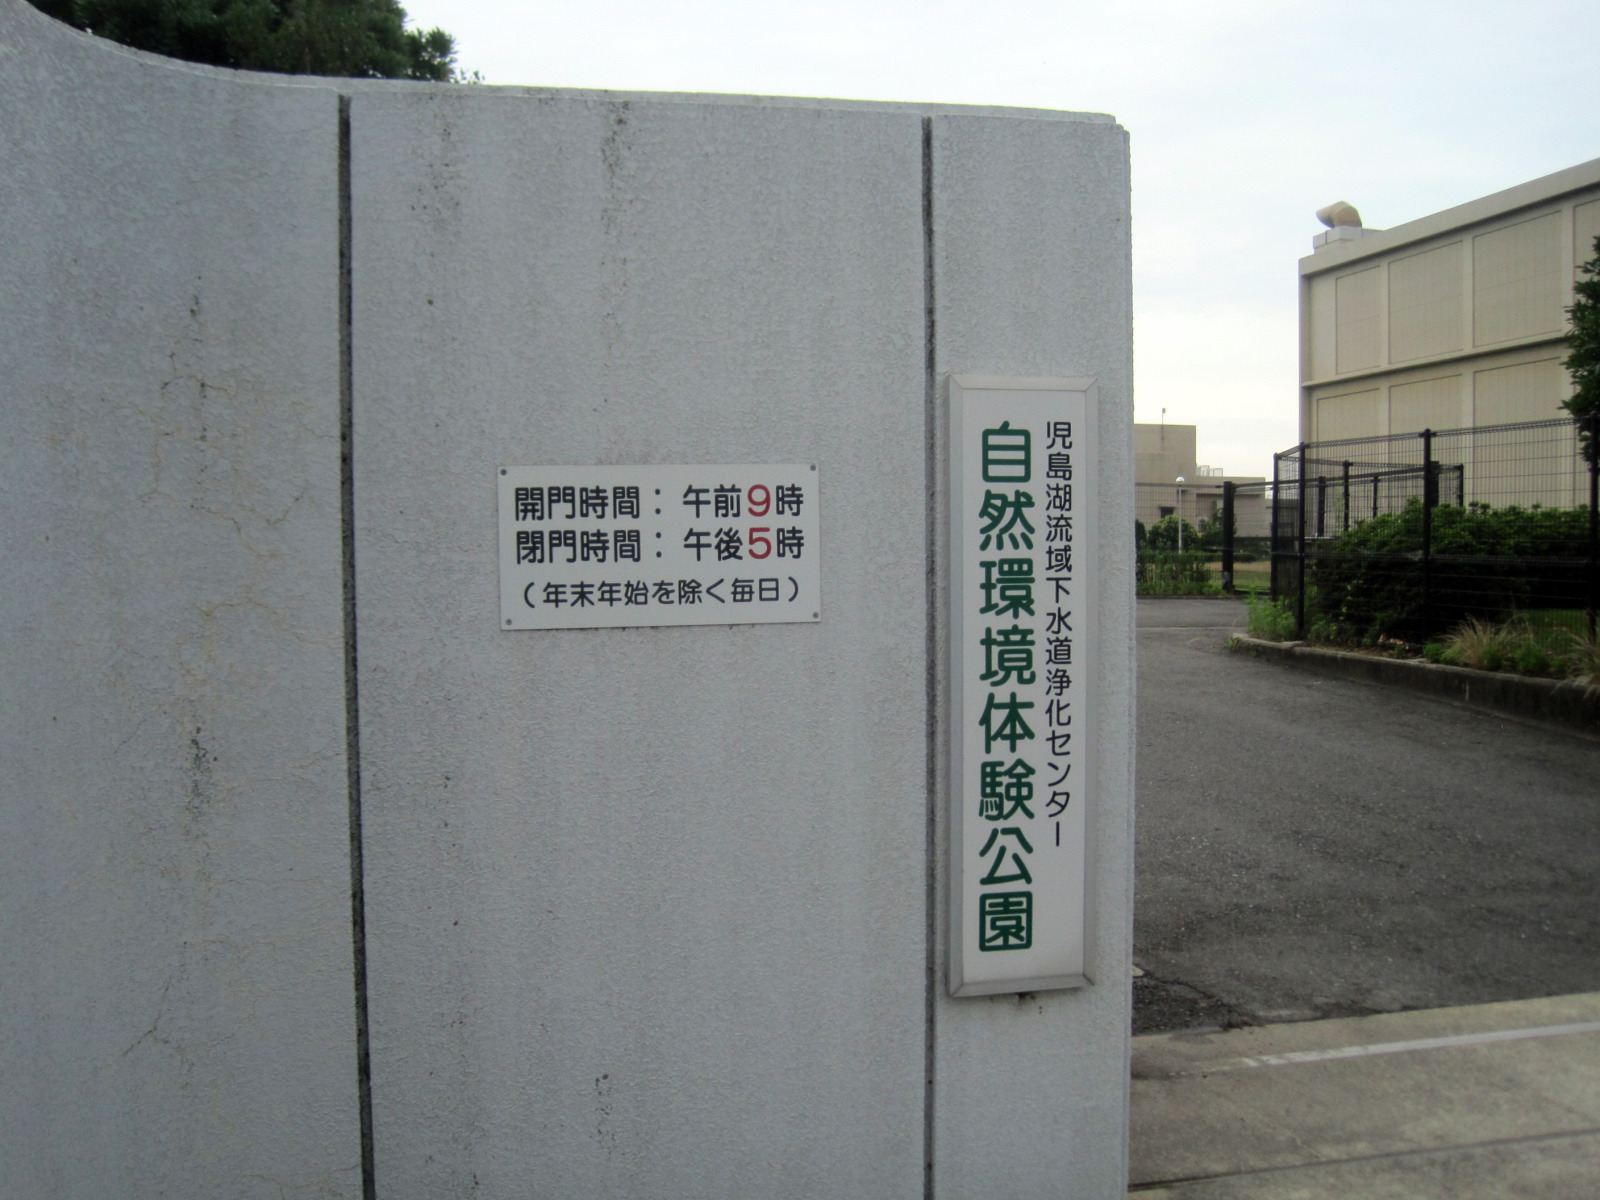 開門時間：午前9時
閉門時間：午後5時
（年末年始を除く毎日）
児島湖流域下水道浄化センター
自然環境体験公園